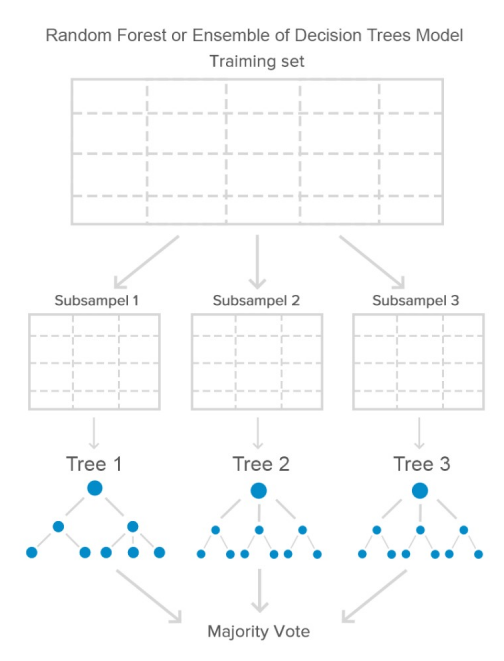 Random Forest or Ensemble of Decision Trees Model
Traiming set
Subsampel 1
Subsampel 2
Subsampel 3
Tree 1
Tree 2
Tree 3
Majority Vote